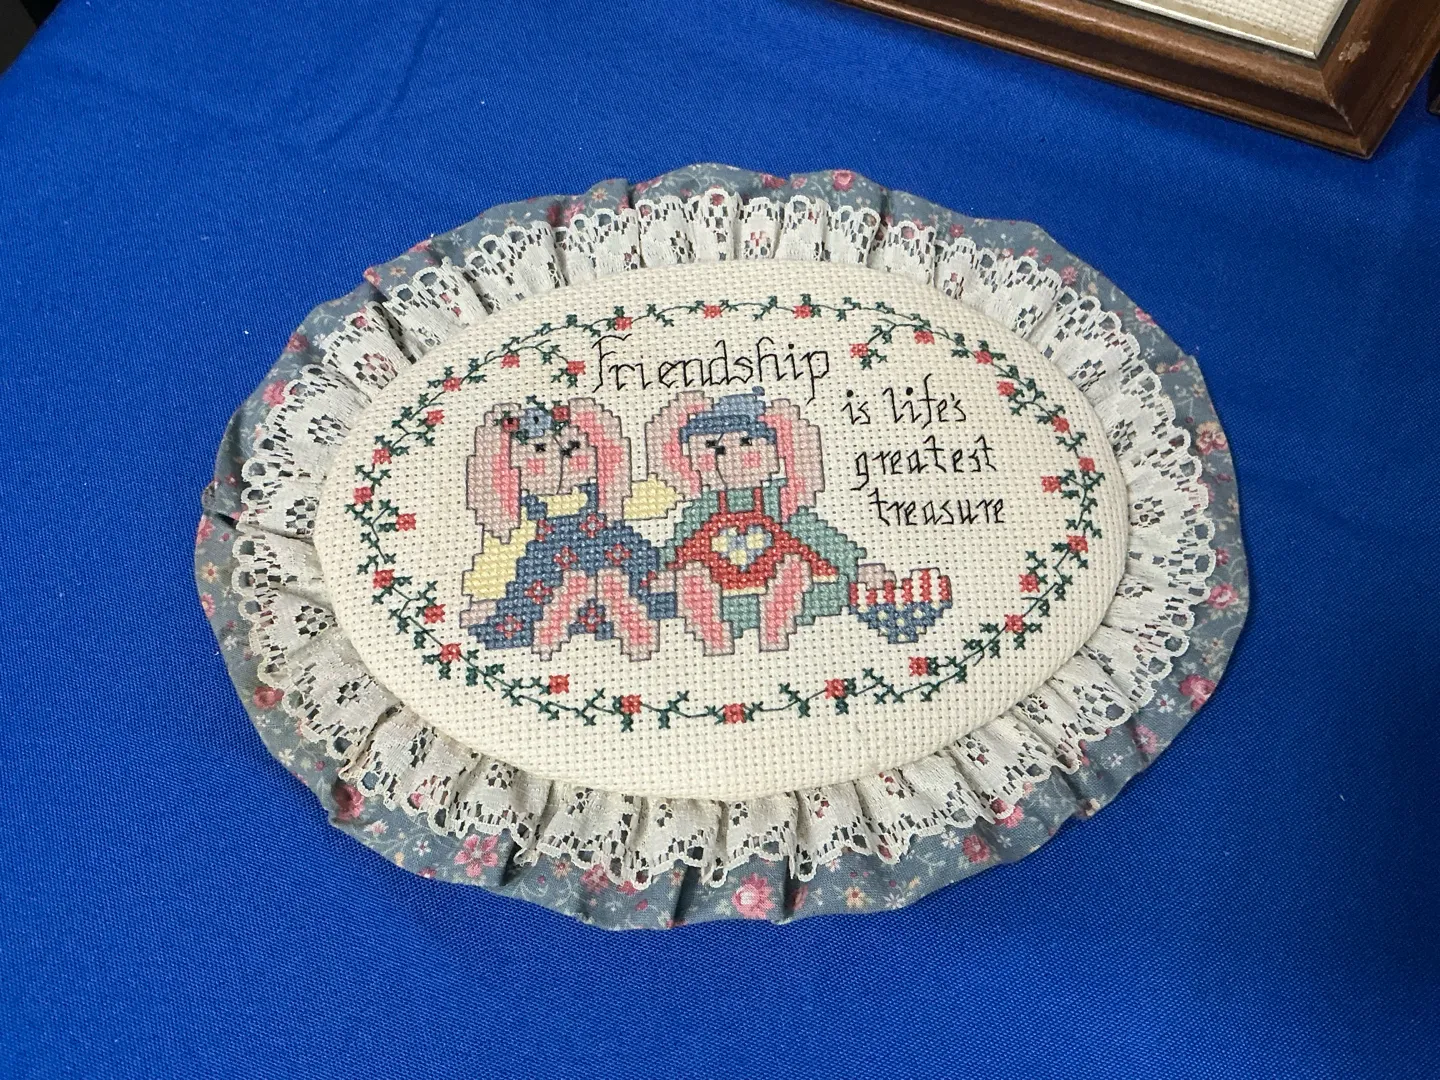 Friendship
is life's
greatest
treasure